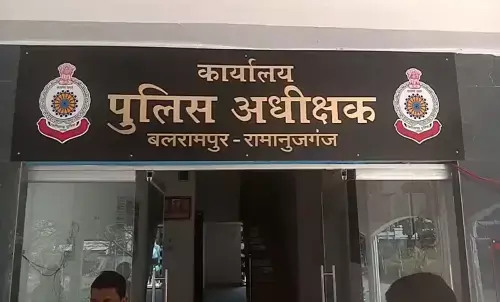 कार्यालय
पुलिस अधीक्षक
बलरामपुर - रामानुजगंज